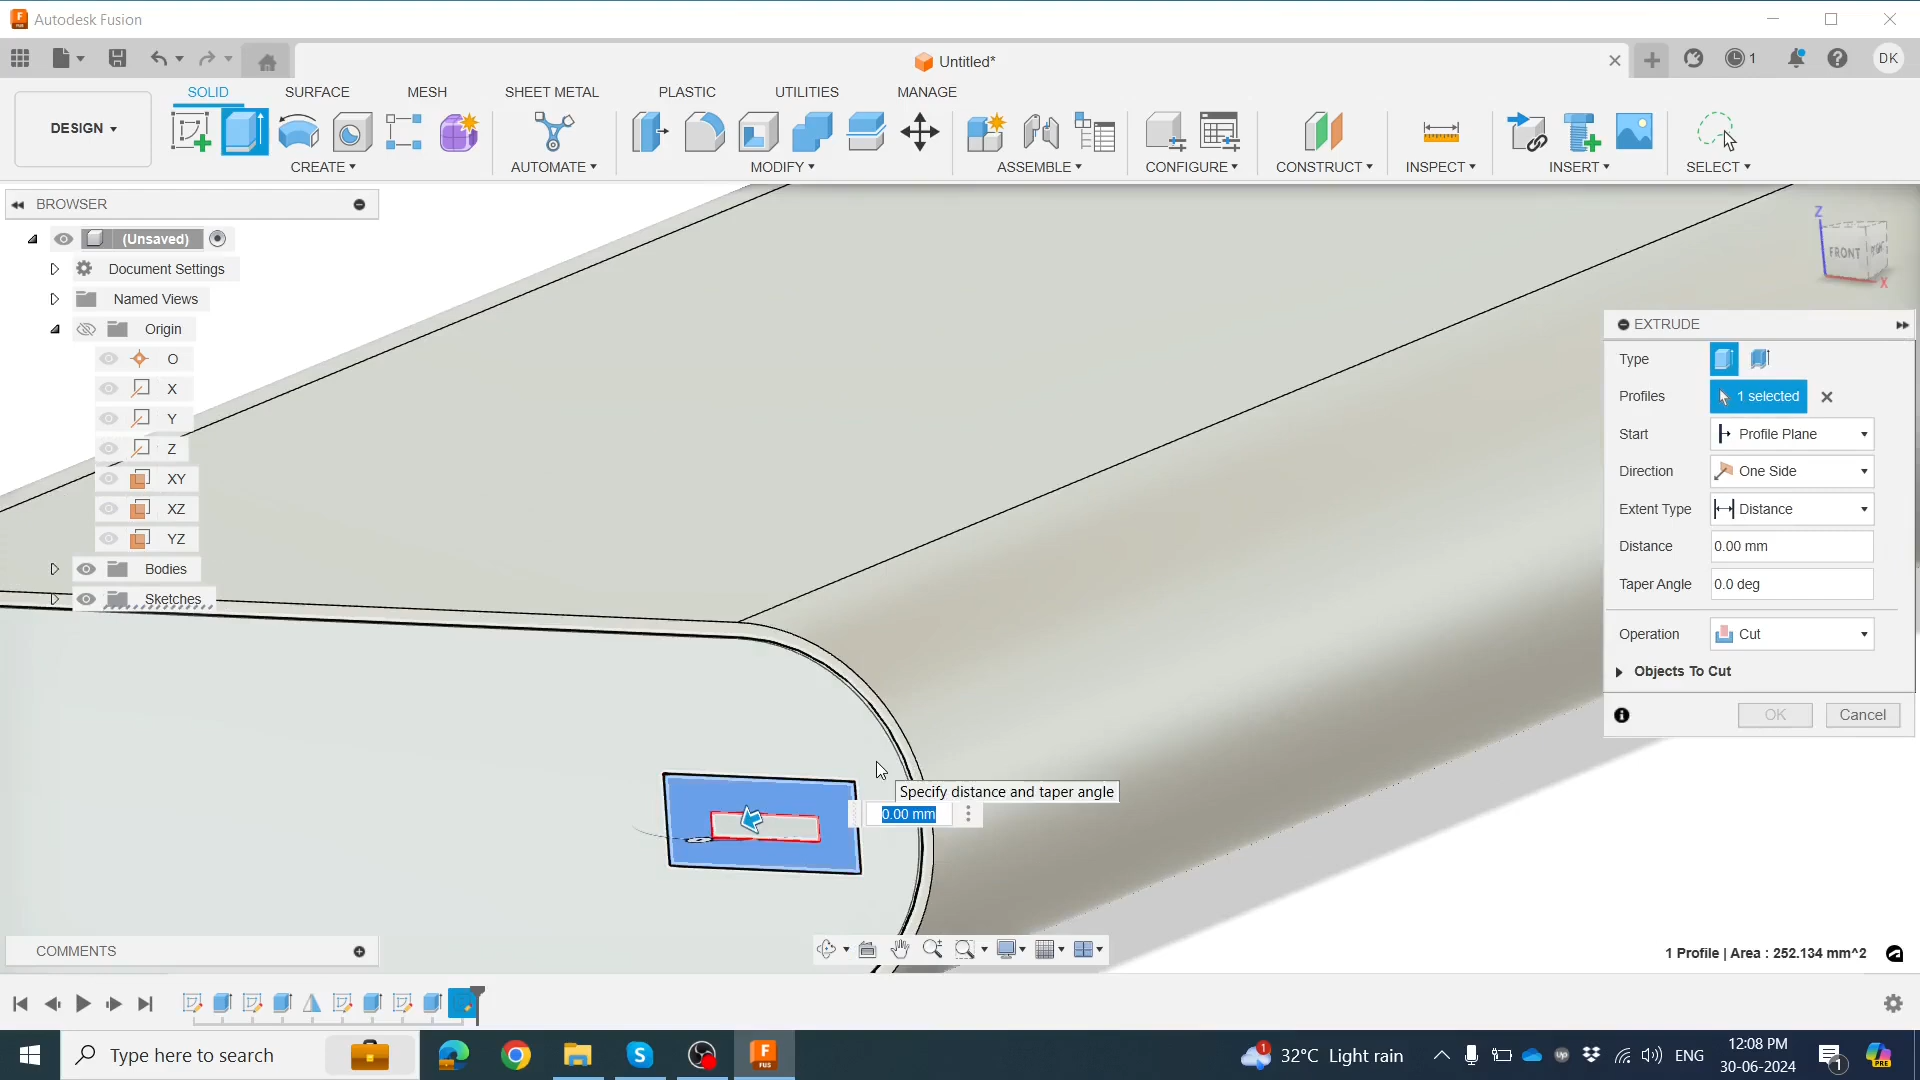 Autodesk Fusion
Untitled*
1
DK
DESIGN
SOLID
SURFACE
MESH
SHEET METAL
PLASTIC
UTILITIES
MANAGE
CREATE
AUTOMATE
MODIFY
ASSEMBLE
CONFIGURE
CONSTRUCT
INSPECT
INSERT
SELECT
BROWSER
(Unsaved)
Document Settings
Named Views
Origin
O
X
Y
Z
XY
XZ
YZ
Bodies
Sketches
Z
FRONT
X
EXTRUDE
Type
Profiles
1 selected
Start
Profile Plane
Direction
One Side
Extent Type
Distance
Distance
0.00 mm
Taper Angle
0.0 deg
Operation
Cut
Objects To Cut
OK
Cancel
Specify distance and taper angle
0.00 mm
COMMENTS
1 Profile | Area : 252.134 mm^2
Type here to search
F
FUS
1
32°C Light rain
up
ENG
12:08 PM
30-06-2024
1
PRE